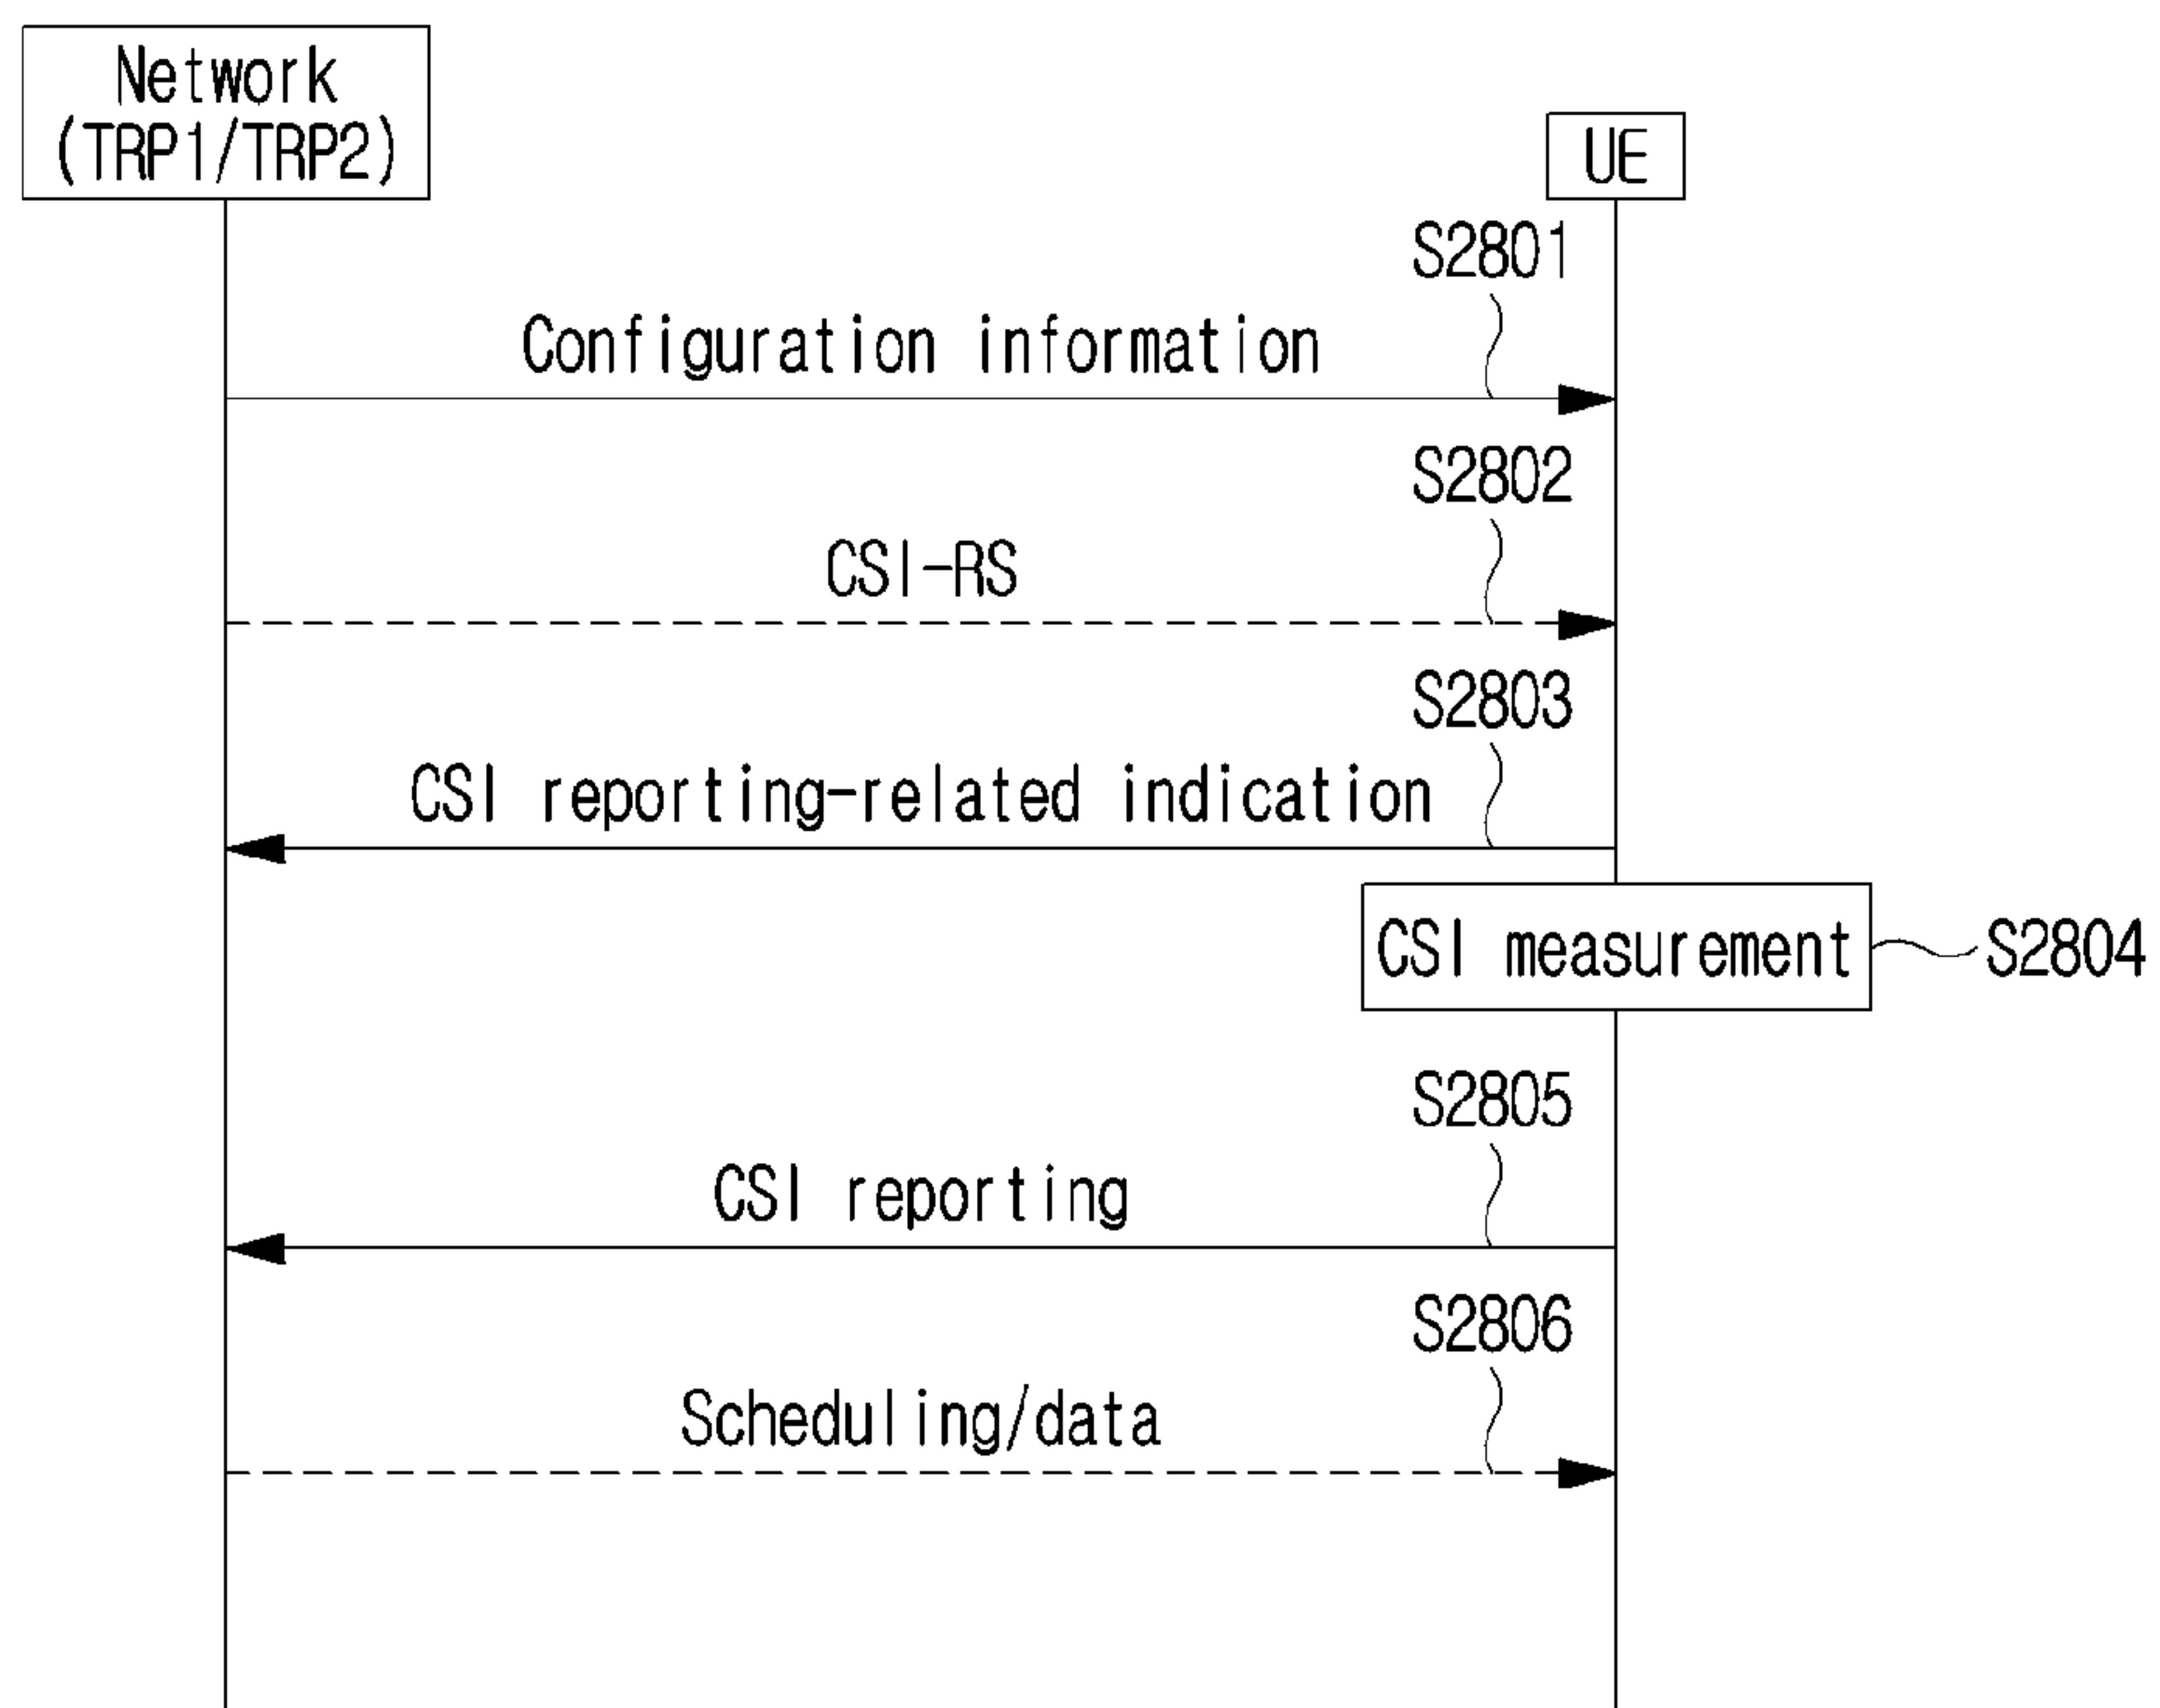 Network
(TRP1/TRP2)
UE
S2801
Configuration information
S2802
CSI-RS
S2803
CSI reporting-related indication
CSI measurement
S2804
S2805
CSI reporting
S2806
Scheduling/data